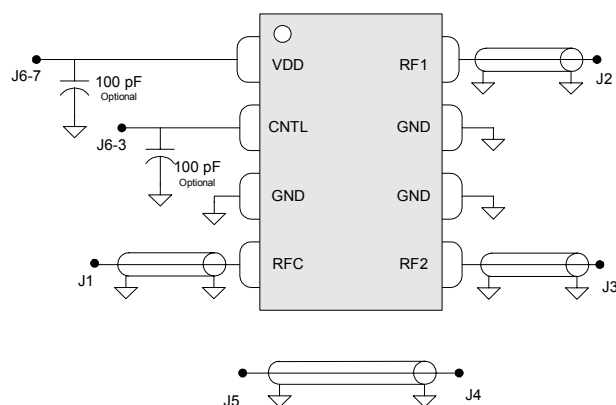 J6-7
100 pF
Optional
VDD
RF1
J2
J6-3
100 pF
Optional
CNTL
GND
GND
GND
J1
RFC
RF2
J3
J5
J4